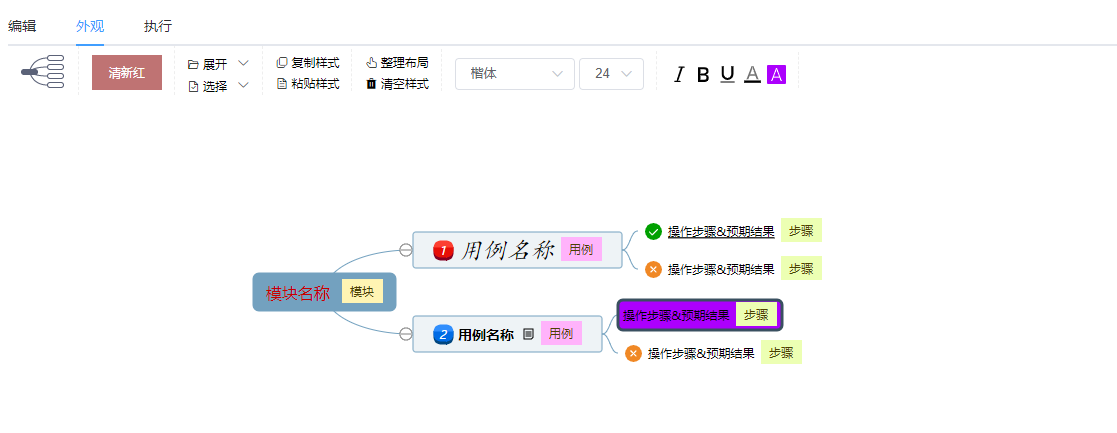 编辑 外观 执行
清新红 展开 复制样式 整理布局 楷体 24 I B U A A
选择 粘贴样式 清空样式
模块名称 模块
1 用例名称 用例
操作步骤&预期结果 步骤
操作步骤&预期结果 步骤
2 用例名称 用例
操作步骤&预期结果 步骤
操作步骤&预期结果 步骤